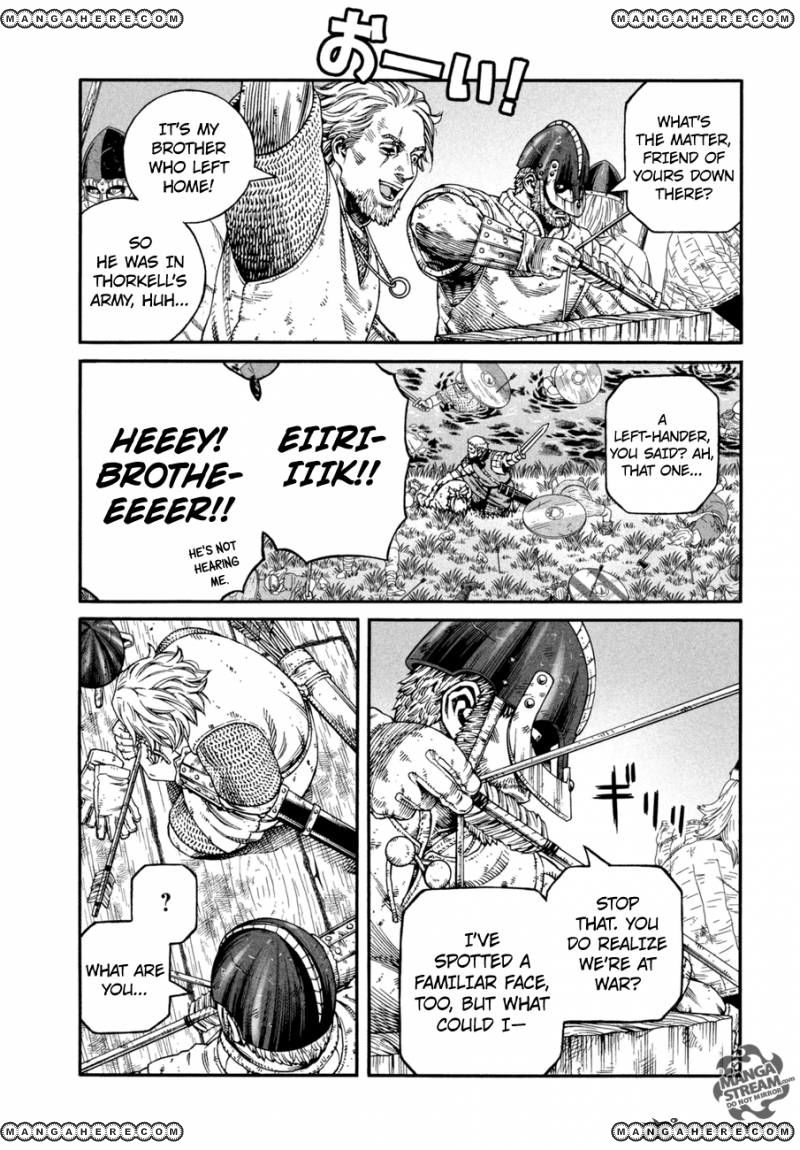 MANGAHERE.COM
MANGAHERE.COM
おーい!
WHAT'S
THE MATTER,
FRIEND OF
YOURS DOWN
THERE?
IT'S MY
BROTHER
WHO LEFT
HOME!
SO
HE WAS IN
THORKELL'S
ARMY, HUH...
A
LEFT-HANDER,
YOU SAID? AH,
THAT ONE...
EIIRI-
IIIK!!
HEEEY!
BROTHE-
EEEER!!
HE'S NOT
HEARING
ME.
ギギ
STOP
THAT. YOU
DO REALIZE
WE'RE AT
WAR?
I'VE
SPOTTED A
FAMILIAR FACE,
TOO, BUT WHAT
COULD I—
?
WHAT ARE
YOU...
MANGA
STREAM.com
DO NOT MIRROR
MANGAHERE.COM
MANGAHERE.COM